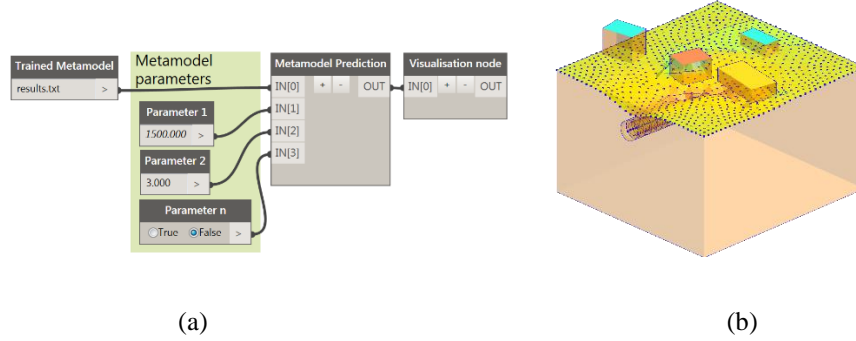 Trained Metamodel
results.txt >
Metamodel
parameters
Parameter 1
1500.000 >
Parameter 2
3.000 >
Parameter n
True False >
Metamodel Prediction
IN[0] + - OUT
IN[1]
IN[2]
IN[3]
Visualisation node
IN[0] + - OUT
(a)
(b)